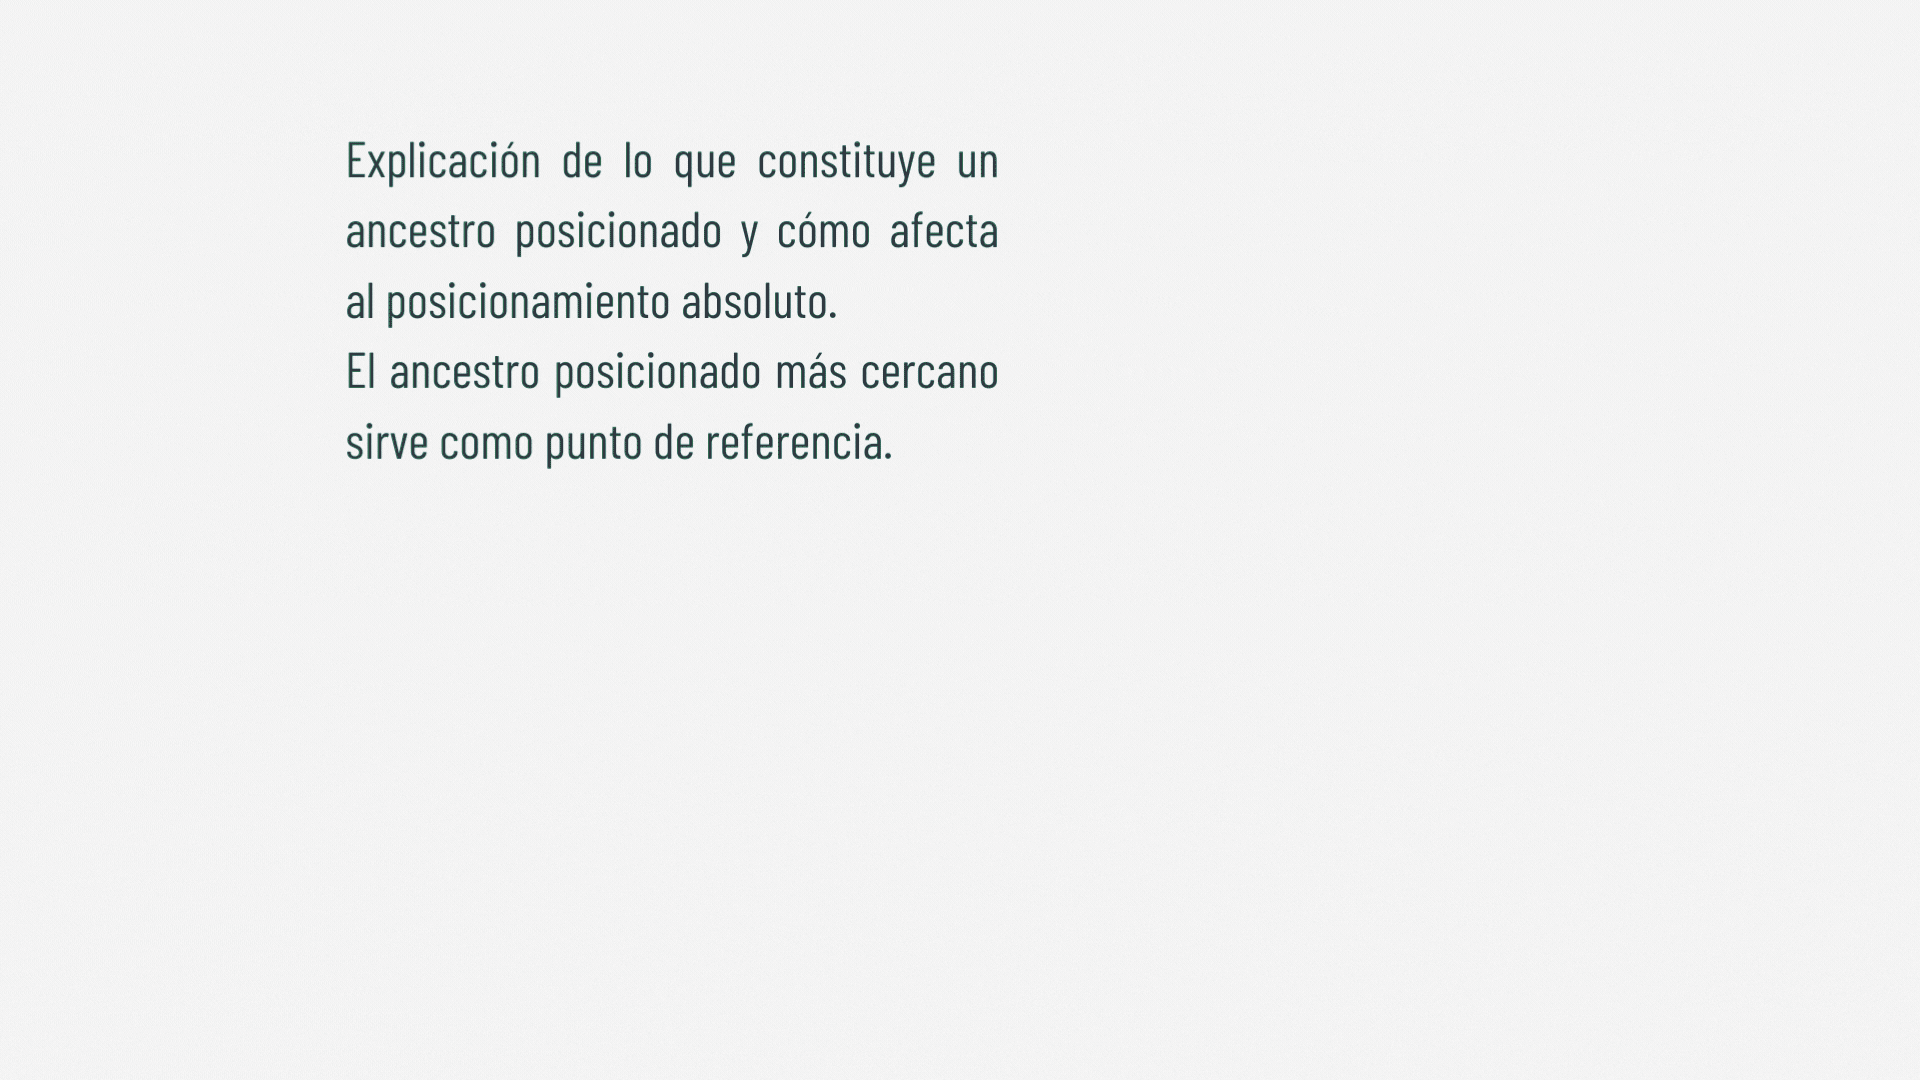 Explicación de lo que constituye un
ancestro posicionado y cómo afecta
al posicionamiento absoluto.
El ancestro posicionado más cercano
sirve como punto de referencia.